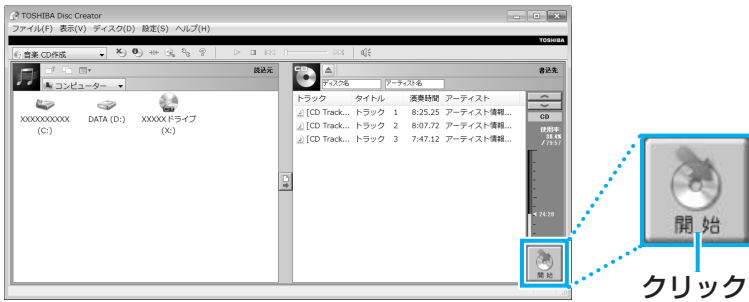 TOSHIBA Disc Creator
ファイル(F) 表示(V) ディスク(D) 設定(S) ヘルプ(H)
TOSHIBA
音楽 CD作成
読込元
書込先
コンピューター
ディスク名 アーティスト名
トラック タイトル 演奏時間 アーティスト
[CD Track... トラック 1 8:25.25 アーティスト情報...
[CD Track... トラック 2 8:07.72 アーティスト情報...
[CD Track... トラック 3 7:47.12 アーティスト情報...
XXXXXXXXXX (C:)
DATA (D:)
XXXXXドライブ (X:)
CD
使用率
30.4%
/79:57
24:20
開始
開始
クリック